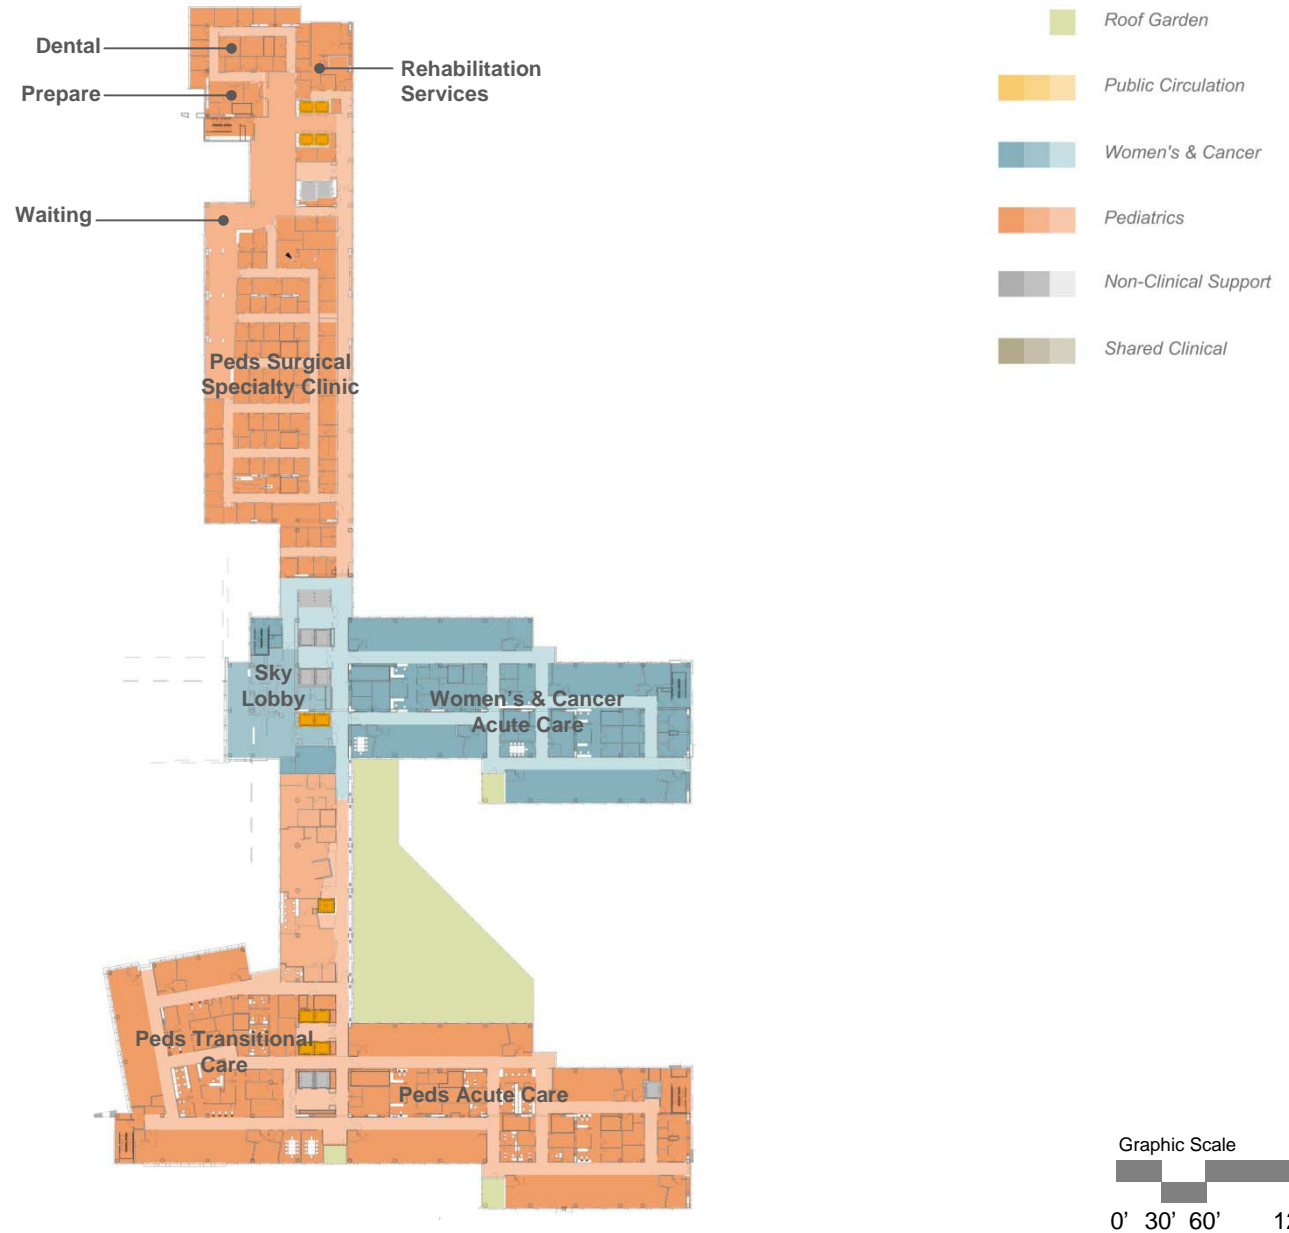 Dental
Prepare
Rehabilitation
Services
Waiting
Peds Surgical
Specialty Clinic
Sky
Lobby
Women’s & Cancer
Acute Care
Peds Transitional
Care
Peds Acute Care
Roof Garden
Public Circulation
Women's & Cancer
Pediatrics
Non-Clinical Support
Shared Clinical
Graphic Scale
0’ 30’ 60’